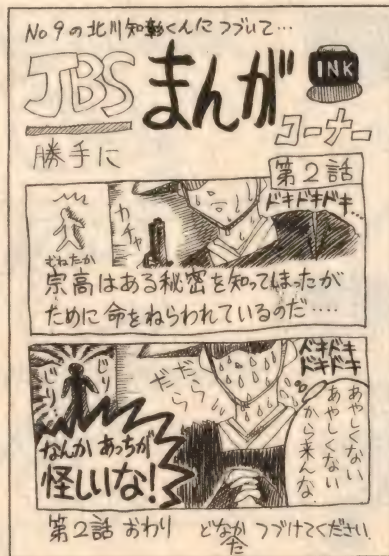 No 9の北川知彰くんにつづいて…
JBS まんが
INK
コーナー
勝手に
第2話
ドキドキドキ…
カチャ
むねたか
宗高はある秘密を知ってしまったが
ために命をねらわれているのだ……
ドキドキ
ドキドキ
あやしくない
あやしくない
から来んな
だらだら
じりじり
なんかあっちが
怪しいな!
第2話 おわり
どなたか つづけてください